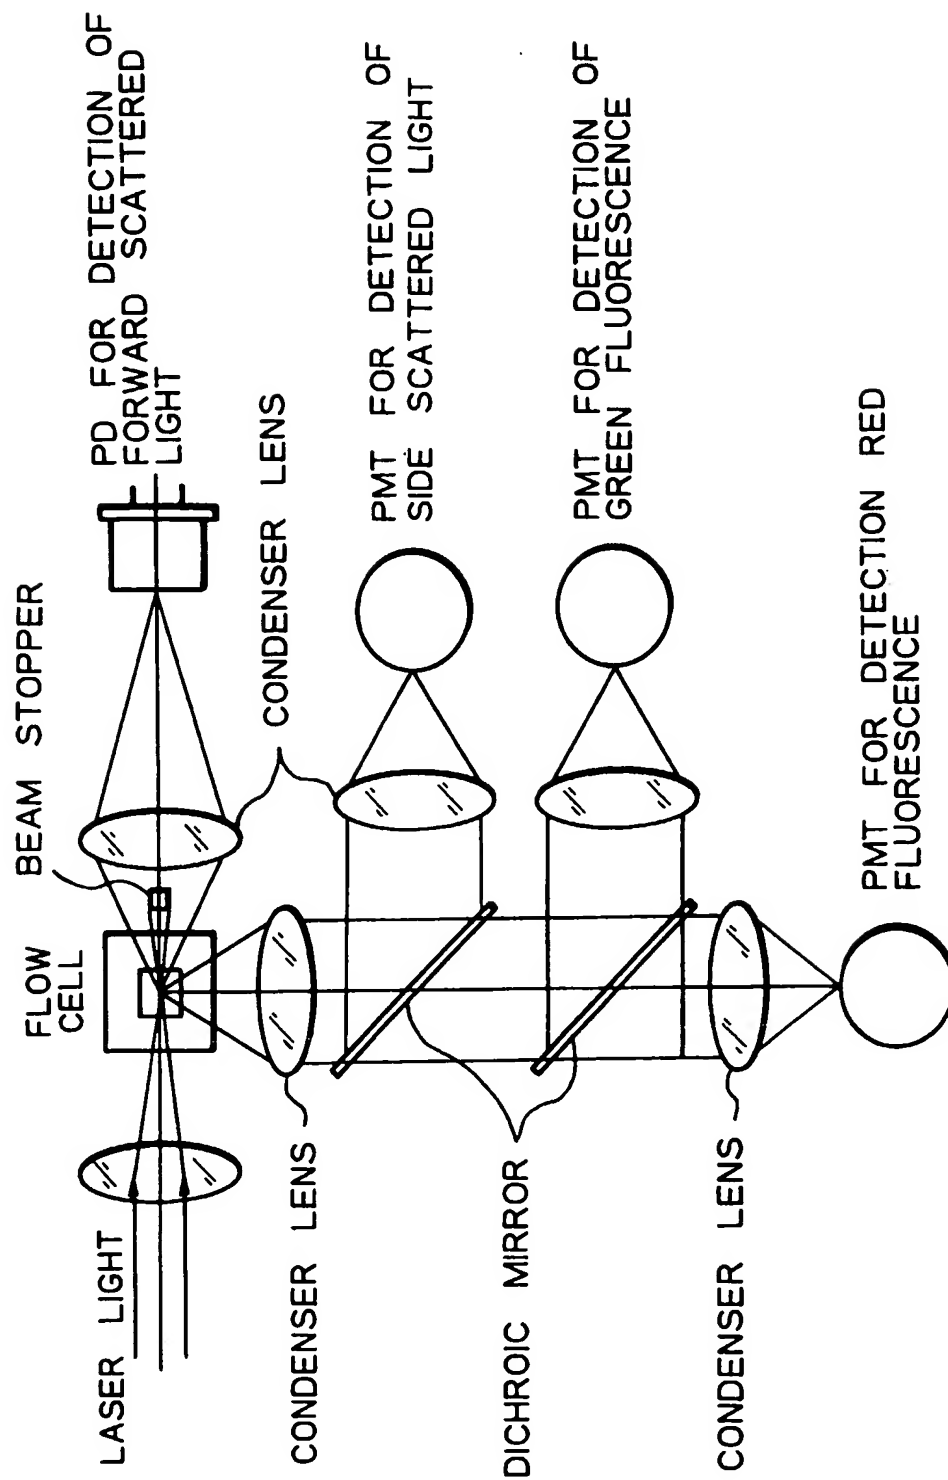 LASER LIGHT
FLOW
CELL
BEAM STOPPER
PD FOR DETECTION OF
FORWARD SCATTERED
LIGHT
CONDENSER LENS
CONDENSER LENS
PMT FOR DETECTION OF
SIDE SCATTERED LIGHT
DICHROIC MIRROR
PMT FOR DETECTION OF
GREEN FLUORESCENCE
CONDENSER LENS
PMT FOR DETECTION RED
FLUORESCENCE